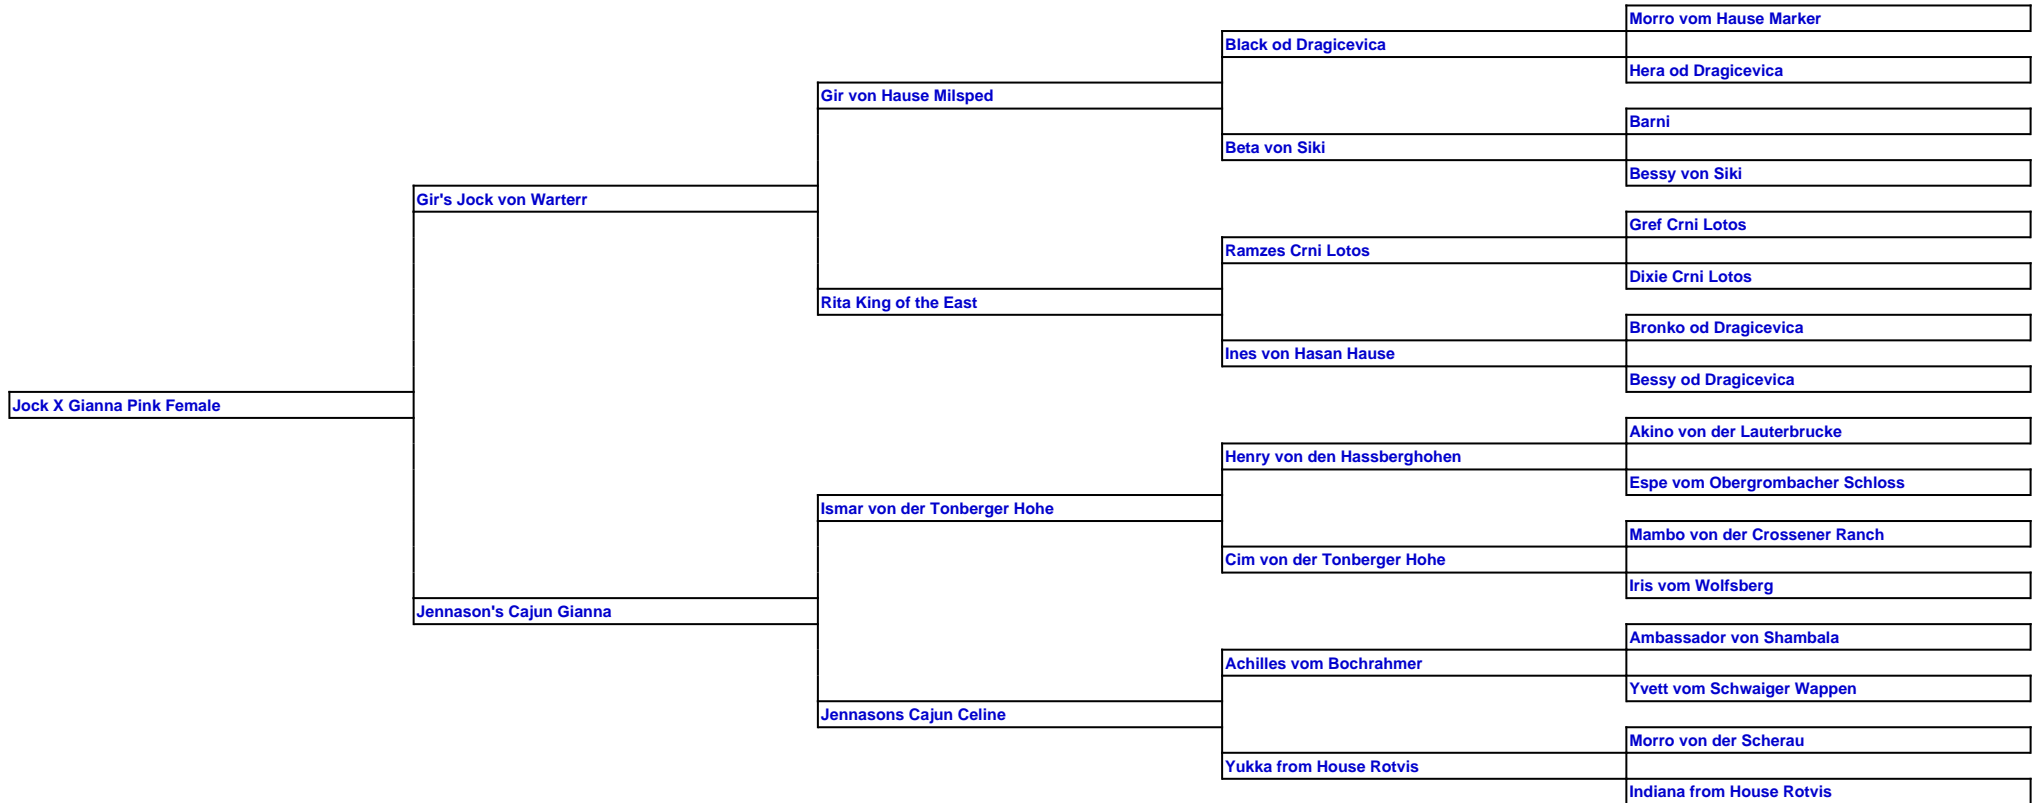 Morro vom Hause Marker
Black od Dragicevica
Hera od Dragicevica
Gir von Hause Milsped
Barni
Beta von Siki
Bessy von Siki
Gir's Jock von Warterr
Gref Crni Lotos
Ramzes Crni Lotos
Dixie Crni Lotos
Rita King of the East
Bronko od Dragicevica
Ines von Hasan Hause
Bessy od Dragicevica
Jock X Gianna Pink Female
Akino von der Lauterbrucke
Henry von den Hassberghohen
Espe vom Obergrombacher Schloss
Ismar von der Tonberger Hohe
Mambo von der Crossener Ranch
Cim von der Tonberger Hohe
Iris vom Wolfsberg
Jennason's Cajun Gianna
Ambassador von Shambala
Achilles vom Bochrahmer
Yvett vom Schwaiger Wappen
Jennasons Cajun Celine
Morro von der Scherau
Yukka from House Rotvis
Indiana from House Rotvis